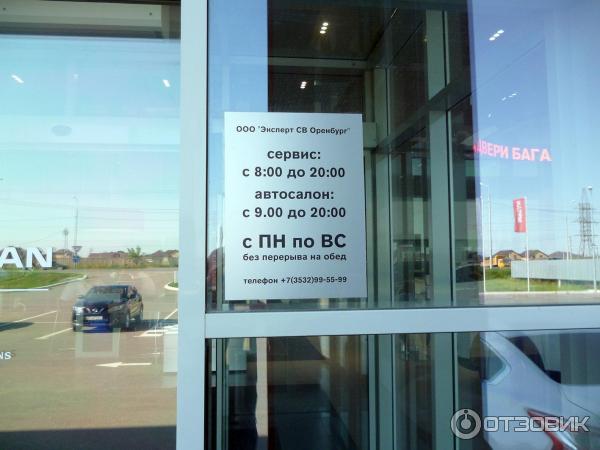 ООО "Эксперт СВ Оренбург"
сервис:
с 8:00 до 20:00
автосалон:
с 9.00 до 20:00
с ПН по ВС
без перерыва на обед
телефон +7(3532)99-55-99
ДВЕРИ БАГА
AN
NS
ОТЗОВИК